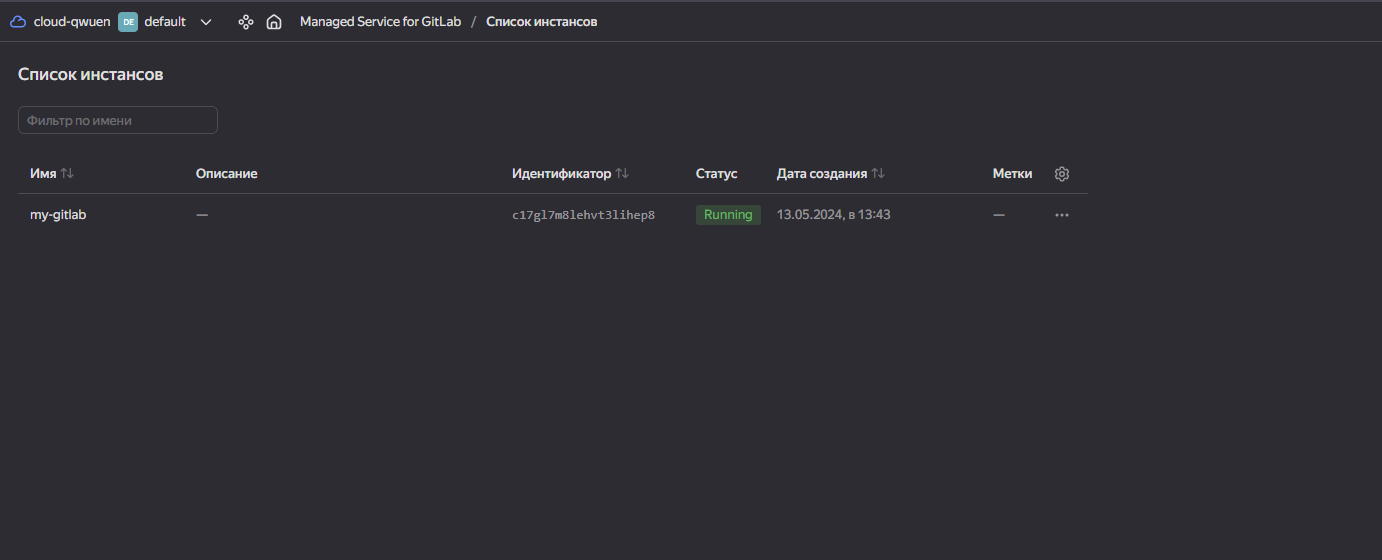 cloud-qwuen DE default Managed Service for GitLab / Список инстансов
Список инстансов
Фильтр по имени
Имя Описание Идентификатор Статус Дата создания Метки
my-gitlab — c17gl7m8lehvt3lihep8 Running 13.05.2024, в 13:43 —